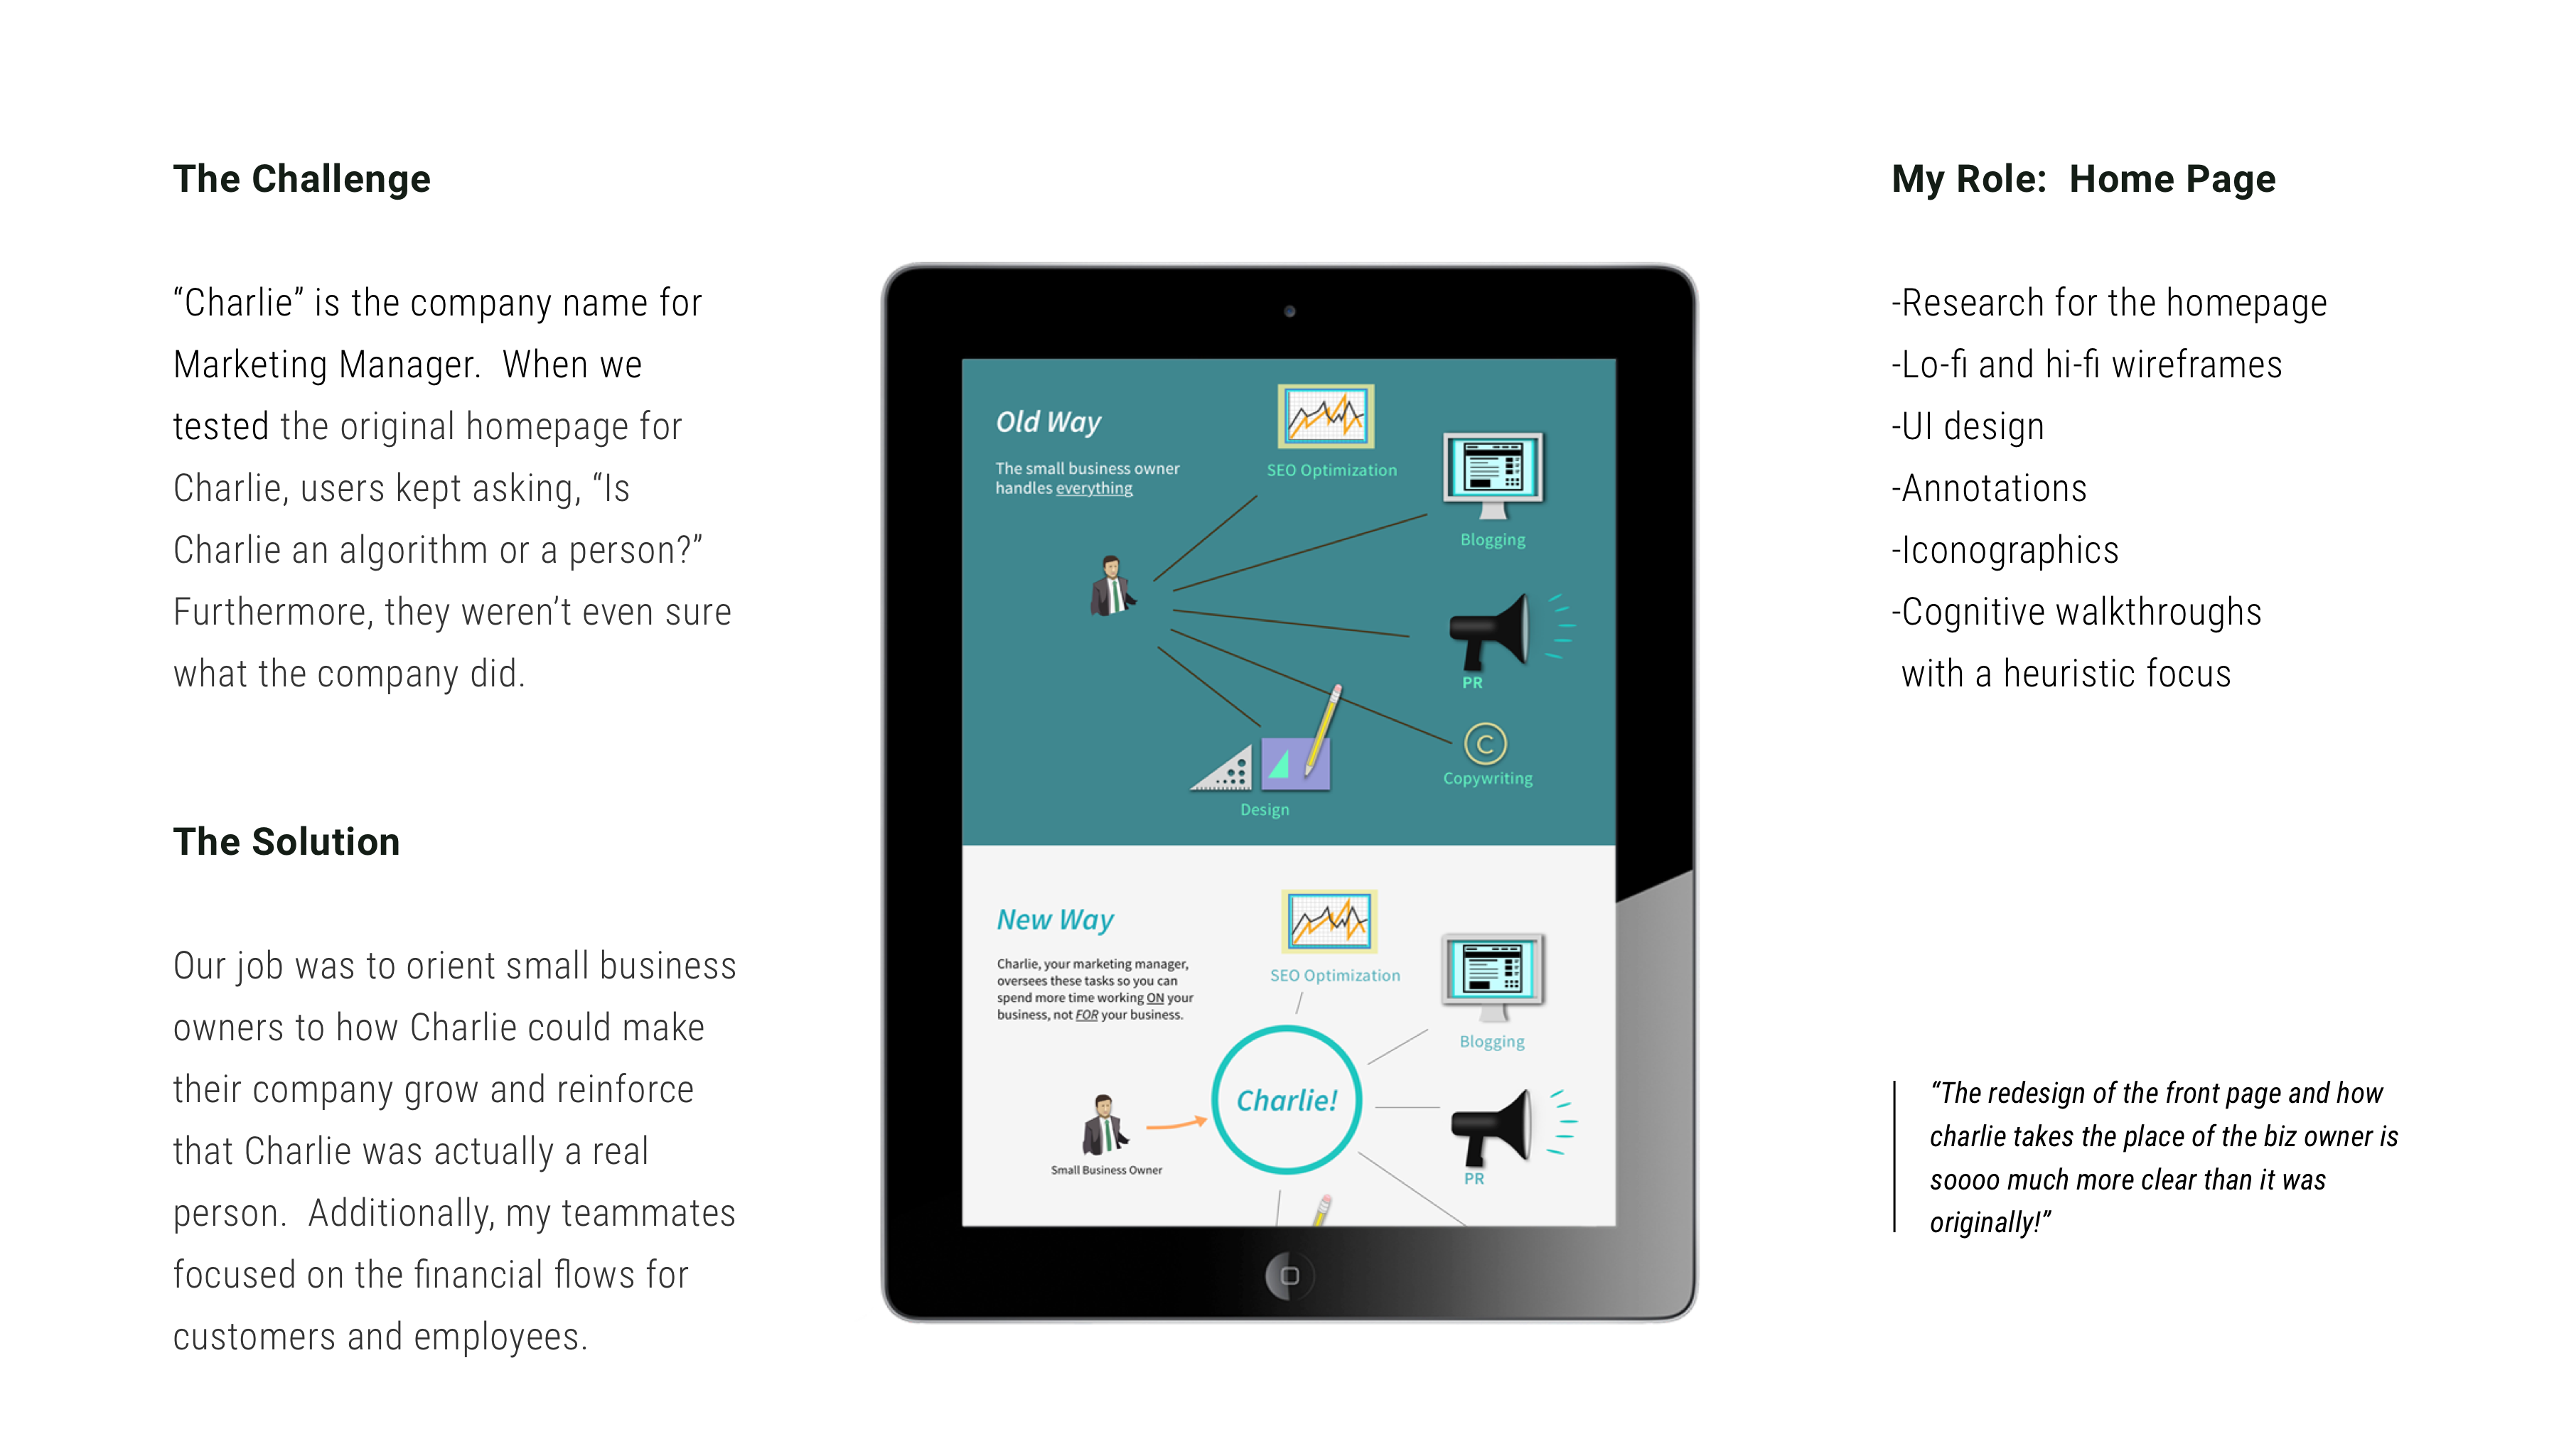 The Challenge
“Charlie” is the company name for
Marketing Manager.  When we
tested the original homepage for
Charlie, users kept asking, “Is
Charlie an algorithm or a person?”
Furthermore, they weren’t even sure
what the company did.
The Solution
Our job was to orient small business
owners to how Charlie could make
their company grow and reinforce
that Charlie was actually a real
person.  Additionally, my teammates
focused on the financial flows for
customers and employees.
Old Way
The small business owner
handles everything
SEO Optimization
Blogging
PR
C
Copywriting
Design
New Way
Charlie, your marketing manager,
oversees these tasks so you can
spend more time working ON your
business, not FOR your business.
SEO Optimization
Blogging
Charlie!
Small Business Owner
PR
My Role:  Home Page
-Research for the homepage
-Lo-fi and hi-fi wireframes
-UI design
-Annotations
-Iconographics
-Cognitive walkthroughs
with a heuristic focus
“The redesign of the front page and how
charlie takes the place of the biz owner is
soooo much more clear than it was
originally!”